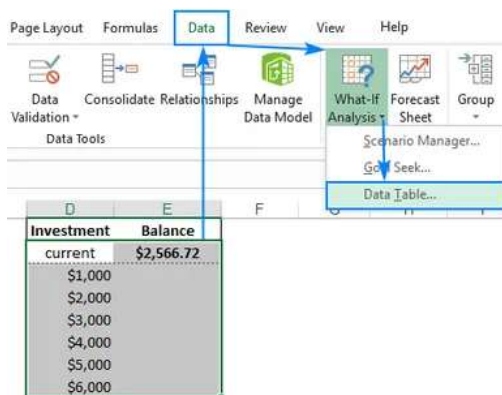 Page Layout Formulas Data Review View Help
Data Validation
Consolidate
Relationships
Manage Data Model
What-If Analysis
Forecast Sheet
Group
Data Tools
Scenario Manager...
Goal Seek...
Data Table...
D E F G H
Investment Balance
current $2,566.72
$1,000
$2,000
$3,000
$4,000
$5,000
$6,000